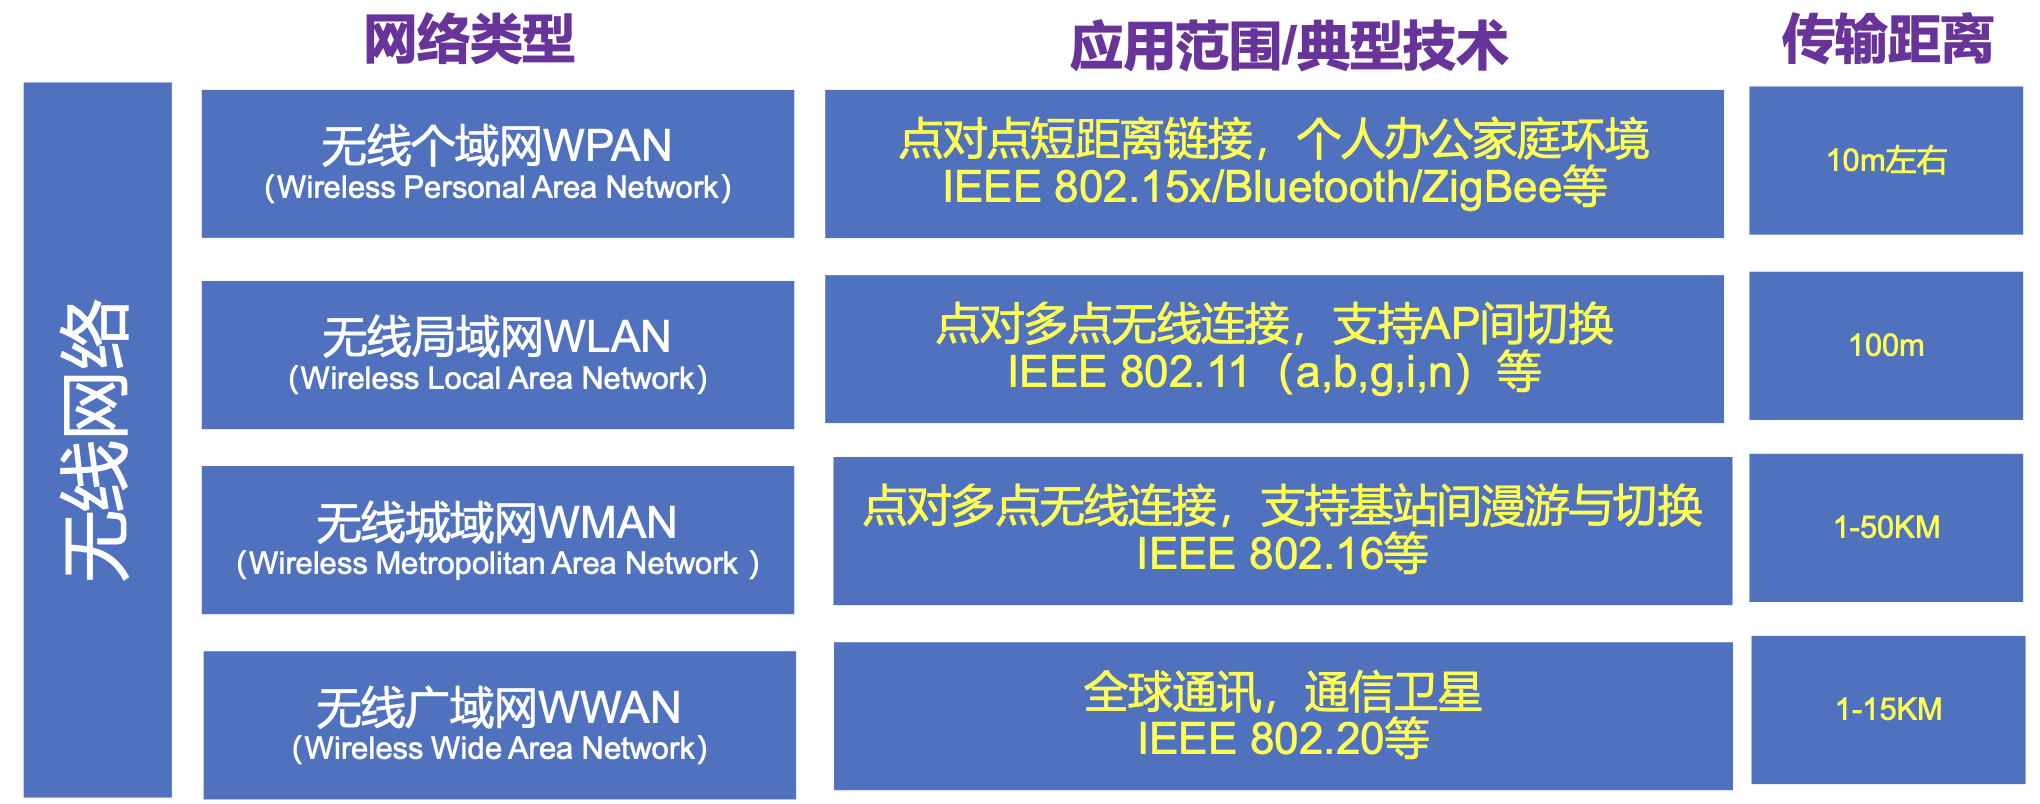 网络类型
应用范围/典型技术
传输距离
无线网络
无线个域网WPAN
（Wireless Personal Area Network）
点对点短距离链接，个人办公家庭环境
IEEE 802.15x/Bluetooth/ZigBee等
10m左右
无线局域网WLAN
（Wireless Local Area Network）
点对多点无线连接，支持AP间切换
IEEE 802.11（a,b,g,i,n）等
100m
无线城域网WMAN
（Wireless Metropolitan Area Network ）
点对多点无线连接，支持基站间漫游与切换
IEEE 802.16等
1-50KM
无线广域网WWAN
（Wireless Wide Area Network）
全球通讯，通信卫星
IEEE 802.20等
1-15KM